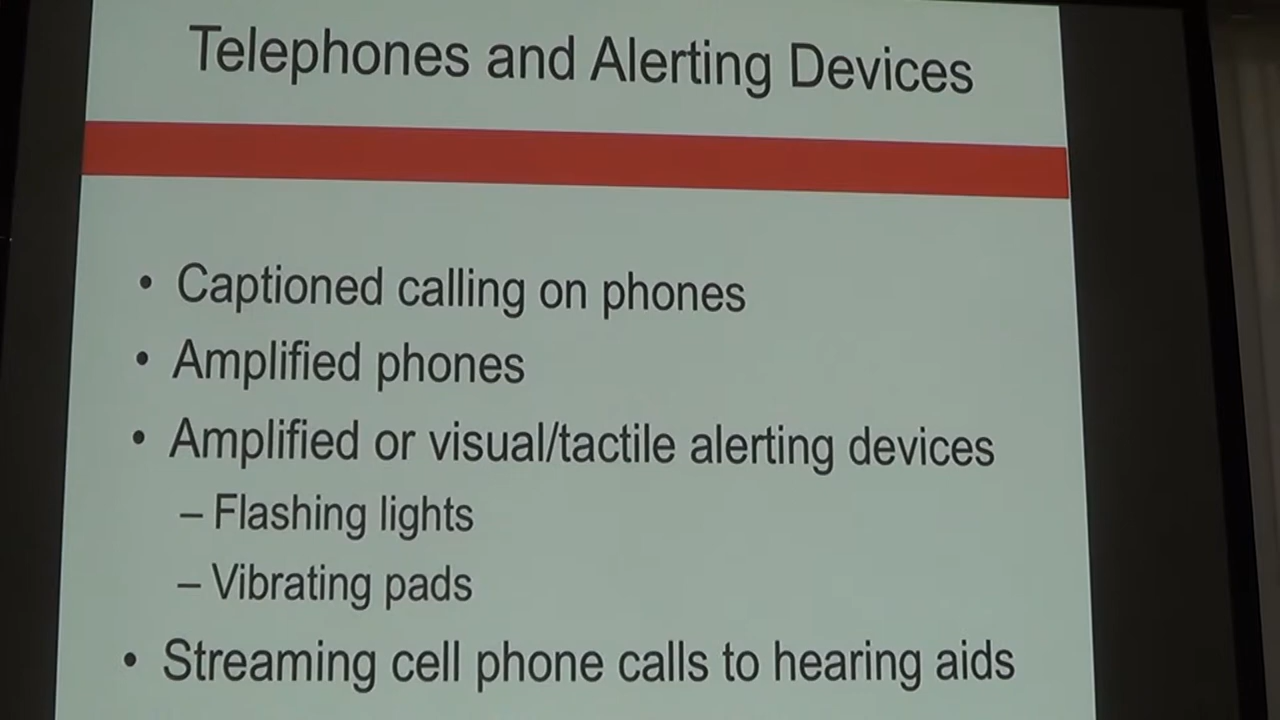 Telephones and Alerting Devices
• Captioned calling on phones
• Amplified phones
• Amplified or visual/tactile alerting devices
– Flashing lights
– Vibrating pads
• Streaming cell phone calls to hearing aids